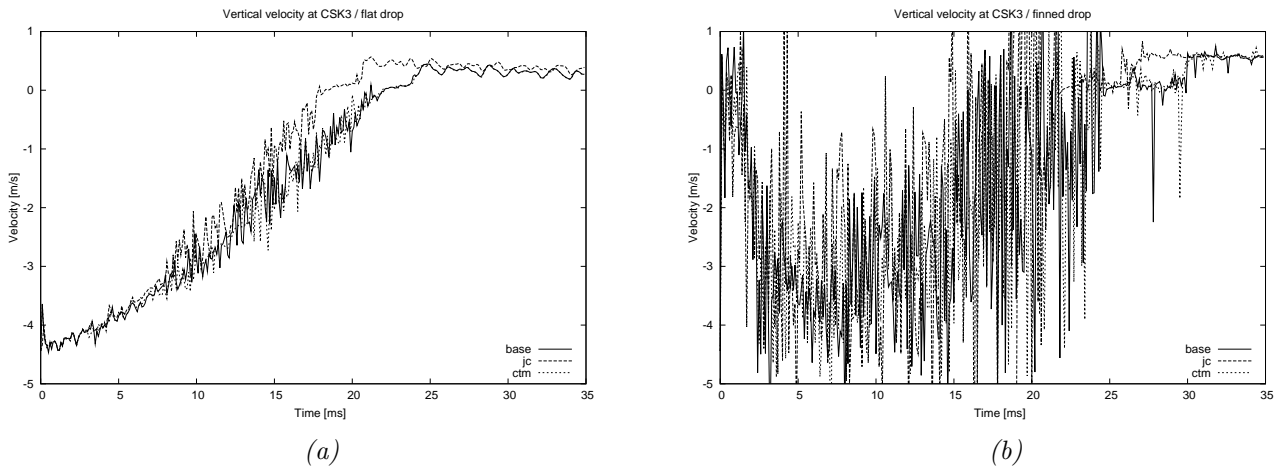 Vertical velocity at CSK3 / flat drop
1
0
-1
-2
-3
-4
-5
Velocity [m/s]
base
jc
ctm
0 5 10 15 20 25 30 35
Time [ms]
(a)
Vertical velocity at CSK3 / finned drop
1
0
-1
-2
-3
-4
-5
Velocity [m/s]
base
jc
ctm
0 5 10 15 20 25 30 35
Time [ms]
(b)